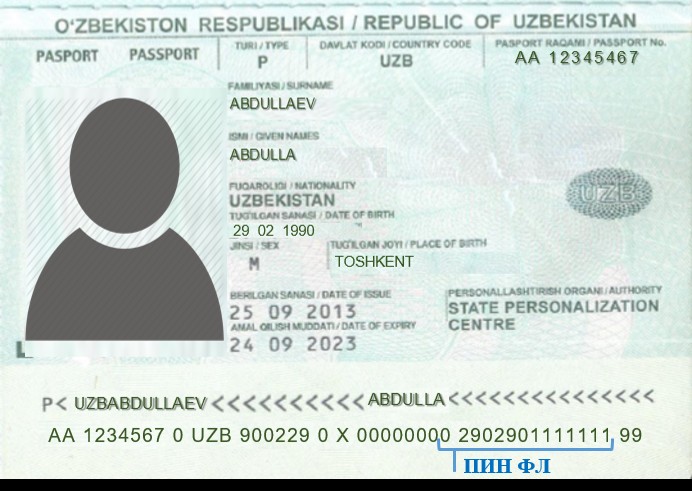 O'ZBEKISTON RESPUBLIKASI / REPUBLIC OF UZBEKISTAN
PASPORT PASSPORT
TURI / TYPE
P
DAVLAT KODI / COUNTRY CODE
UZB
PASPORT RAQAMI / PASSPORT No.
AA 12345467
FAMILIYASI / SURNAME
ABDULLAEV
ISMI / GIVEN NAMES
ABDULLA
FUQAROLIGI / NATIONALITY
UZBEKISTAN
UZB
TUG'ILGAN SANASI / DATE OF BIRTH
29 02 1990
JINSI / SEX
M
TUG'ILGAN JOYI / PLACE OF BIRTH
TOSHKENT
BERILGAN SANASI / DATE OF ISSUE
25 09 2013
AMAL QILISH MUDDATI / DATE OF EXPIRY
24 09 2023
PERSONALLASHTIRISH ORGANI / AUTHORITY
STATE PERSONALIZATION
CENTRE
P< UZBABDULLAEV <<<<<<<<<< ABDULLA <<<<<<<<<<<<<<
AA 1234567 0 UZB 900229 0 X 00000000 2902901111111 99
ПИН ФЛ